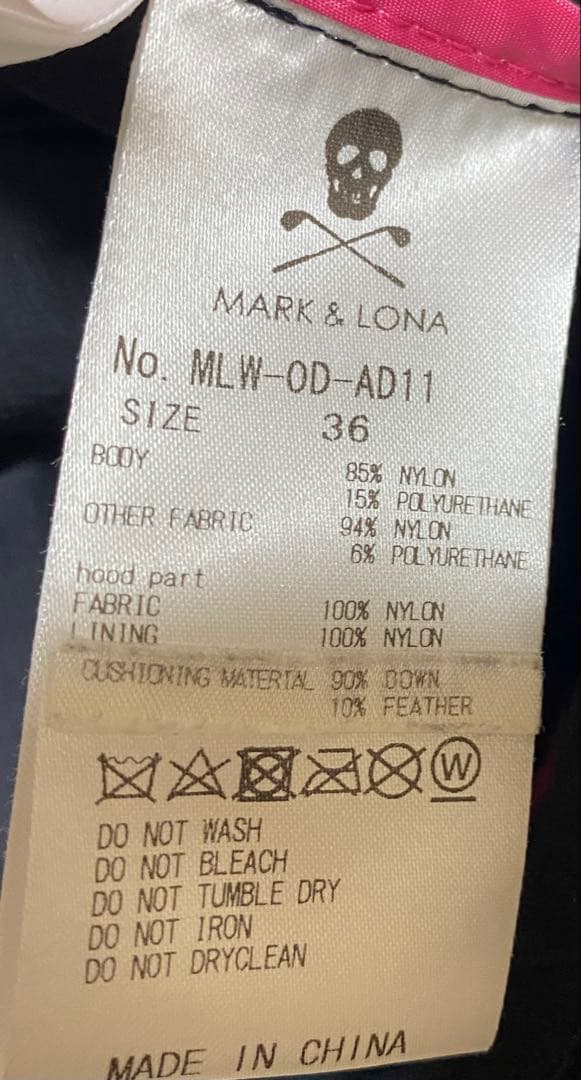 MARK & LONA
No. MLW-OD-AD11
SIZE 36
BODY 85% NYLON
15% POLYURETHANE
OTHER FABRIC 94% NYLON
6% POLYURETHANE
hood part
FABRIC 100% NYLON
LINING 100% NYLON
CUSHIONING MATERIAL 90% DOWN
10% FEATHER
W
DO NOT WASH
DO NOT BLEACH
DO NOT TUMBLE DRY
DO NOT IRON
DO NOT DRYCLEAN
MADE IN CHINA